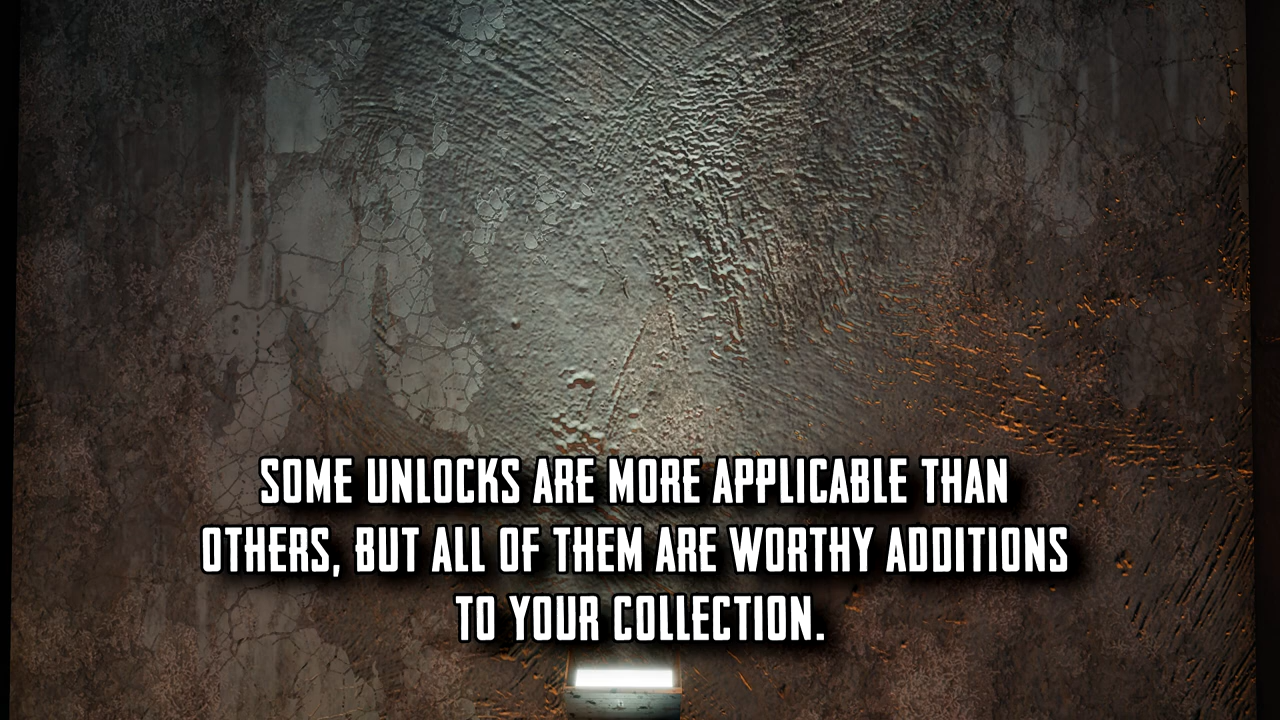 SOME UNLOCKS ARE MORE APPLICABLE THAN
OTHERS, BUT ALL OF THEM ARE WORTHY ADDITIONS
TO YOUR COLLECTION.